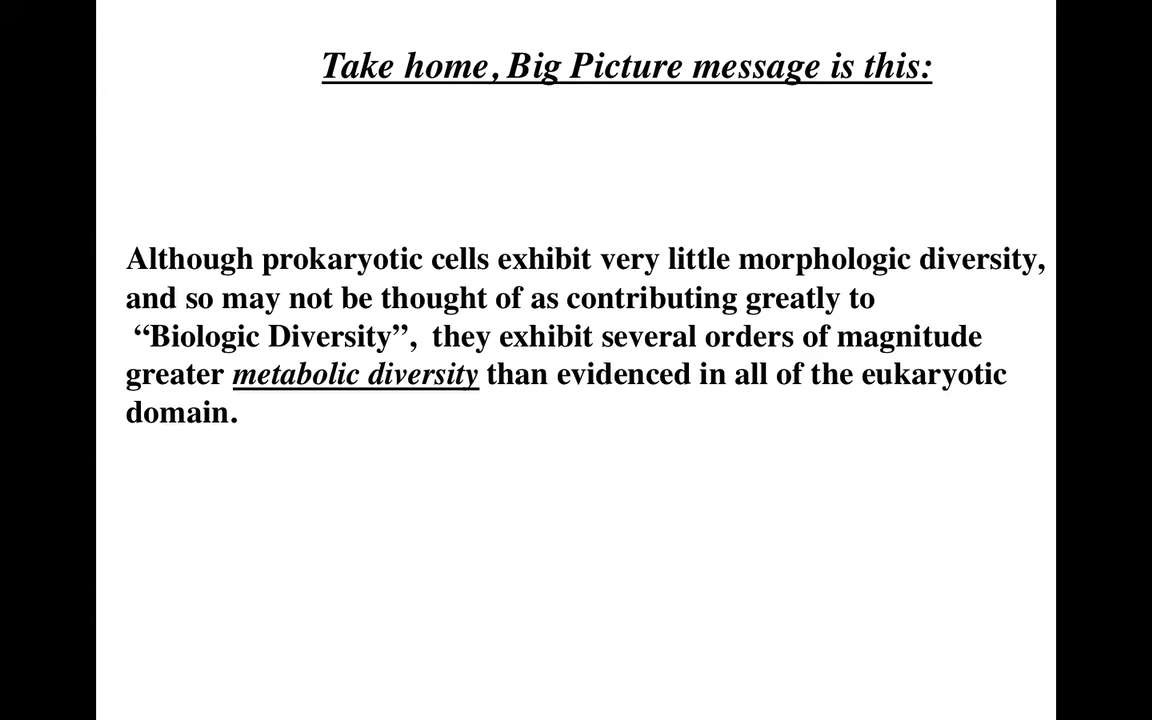 Take home, Big Picture message is this:
Although prokaryotic cells exhibit very little morphologic diversity,
and so may not be thought of as contributing greatly to
“Biologic Diversity”, they exhibit several orders of magnitude
greater metabolic diversity than evidenced in all of the eukaryotic
domain.